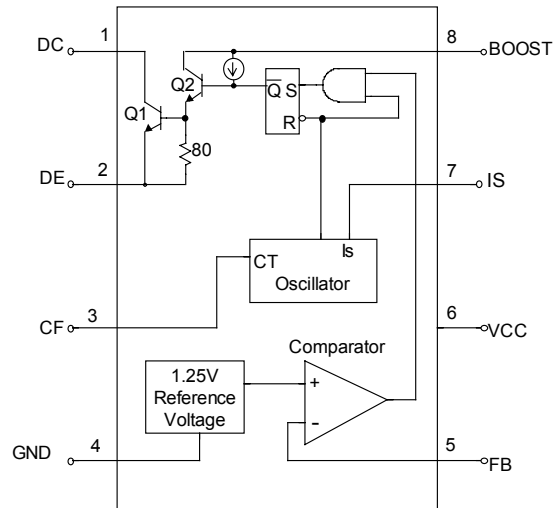 DC 1 8 BOOST
Q2
Q̅ S
Q1
R
80
DE 2 7 IS
Is
CT
Oscillator
CF 3 6 VCC
Comparator
1.25V
Reference
Voltage
+
-
GND 4 5 FB